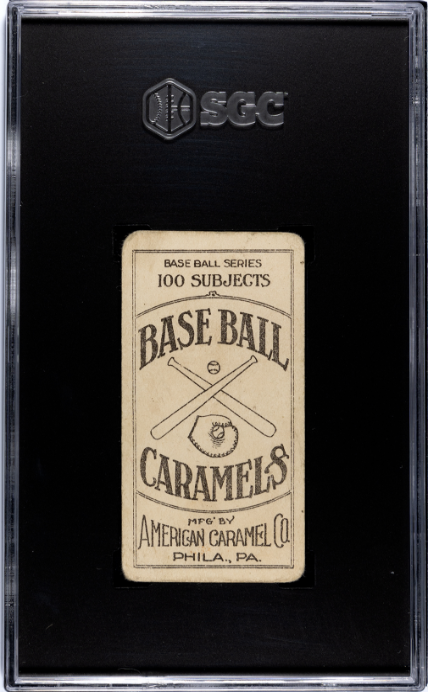 SGC
BASE BALL SERIES
100 SUBJECTS
BASE BALL
CARAMELS
MFG' BY
AMERICAN CARAMEL CO
PHILA., PA.